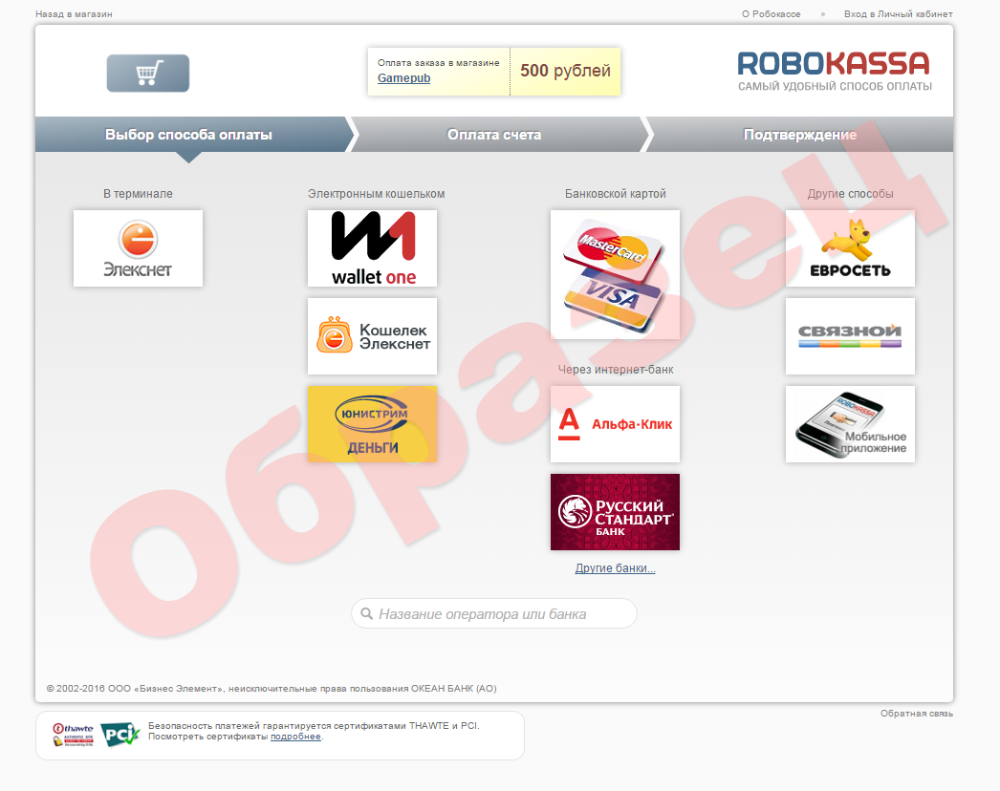 Назад в магазин
О Робокассе
Вход в Личный кабинет
Оплата заказа в магазине
Gamepub
500 рублей
ROBOKASSA
САМЫЙ УДОБНЫЙ СПОСОБ ОПЛАТЫ
Выбор способа оплаты
Оплата счета
Подтверждение
В терминале
Электронным кошельком
Банковской картой
Другие способы
Элекснет
wallet one
MasterCard
VISA
ЕВРОСЕТЬ
Кошелек
Элекснет
СВЯЗНОЙ
Через интернет-банк
ЮНИСТРИМ
ДЕНЬГИ
Альфа·Клик
ROBOKASSA
Мобильное
приложение
Русский
Стандарт
БАНК
Другие банки...
Название оператора или банка
Образец
© 2002-2016 ООО «Бизнес Элемент», неисключительные права пользования ОКЕАН БАНК (АО)
Обратная связь
thawte
PCI
Безопасность платежей гарантируется сертификатами THAWTE и PCI.
Посмотреть сертификаты подробнее.